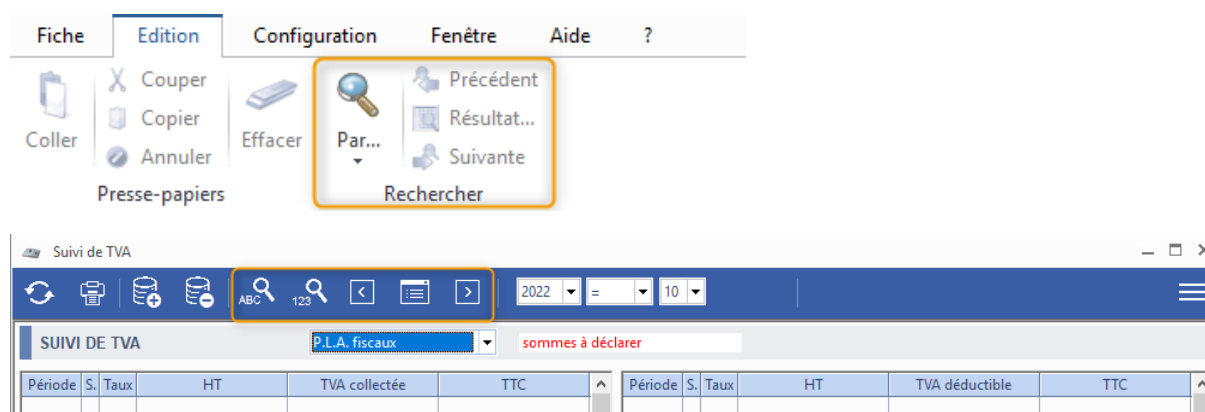 Fiche Edition Configuration Fenêtre Aide ?
Coller
Couper
Copier
Annuler
Presse-papiers
Effacer
Par...
Précédent
Résultat...
Suivante
Rechercher
Suivi de TVA
ABC 123 2022 = 10
SUIVI DE TVA P.L.A. fiscaux sommes à déclarer
Période S. Taux HT TVA collectée TTC Période S. Taux HT TVA déductible TTC